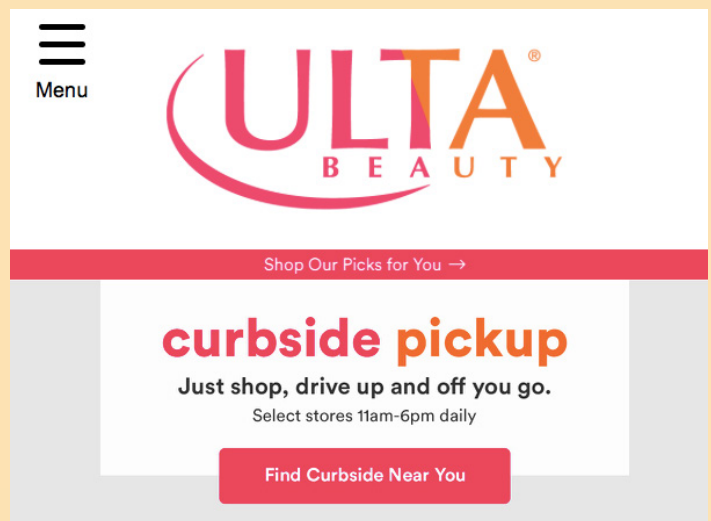 Menu
ULTA®
BEAUTY
Shop Our Picks for You →
curbside pickup
Just shop, drive up and off you go.
Select stores 11am-6pm daily
Find Curbside Near You